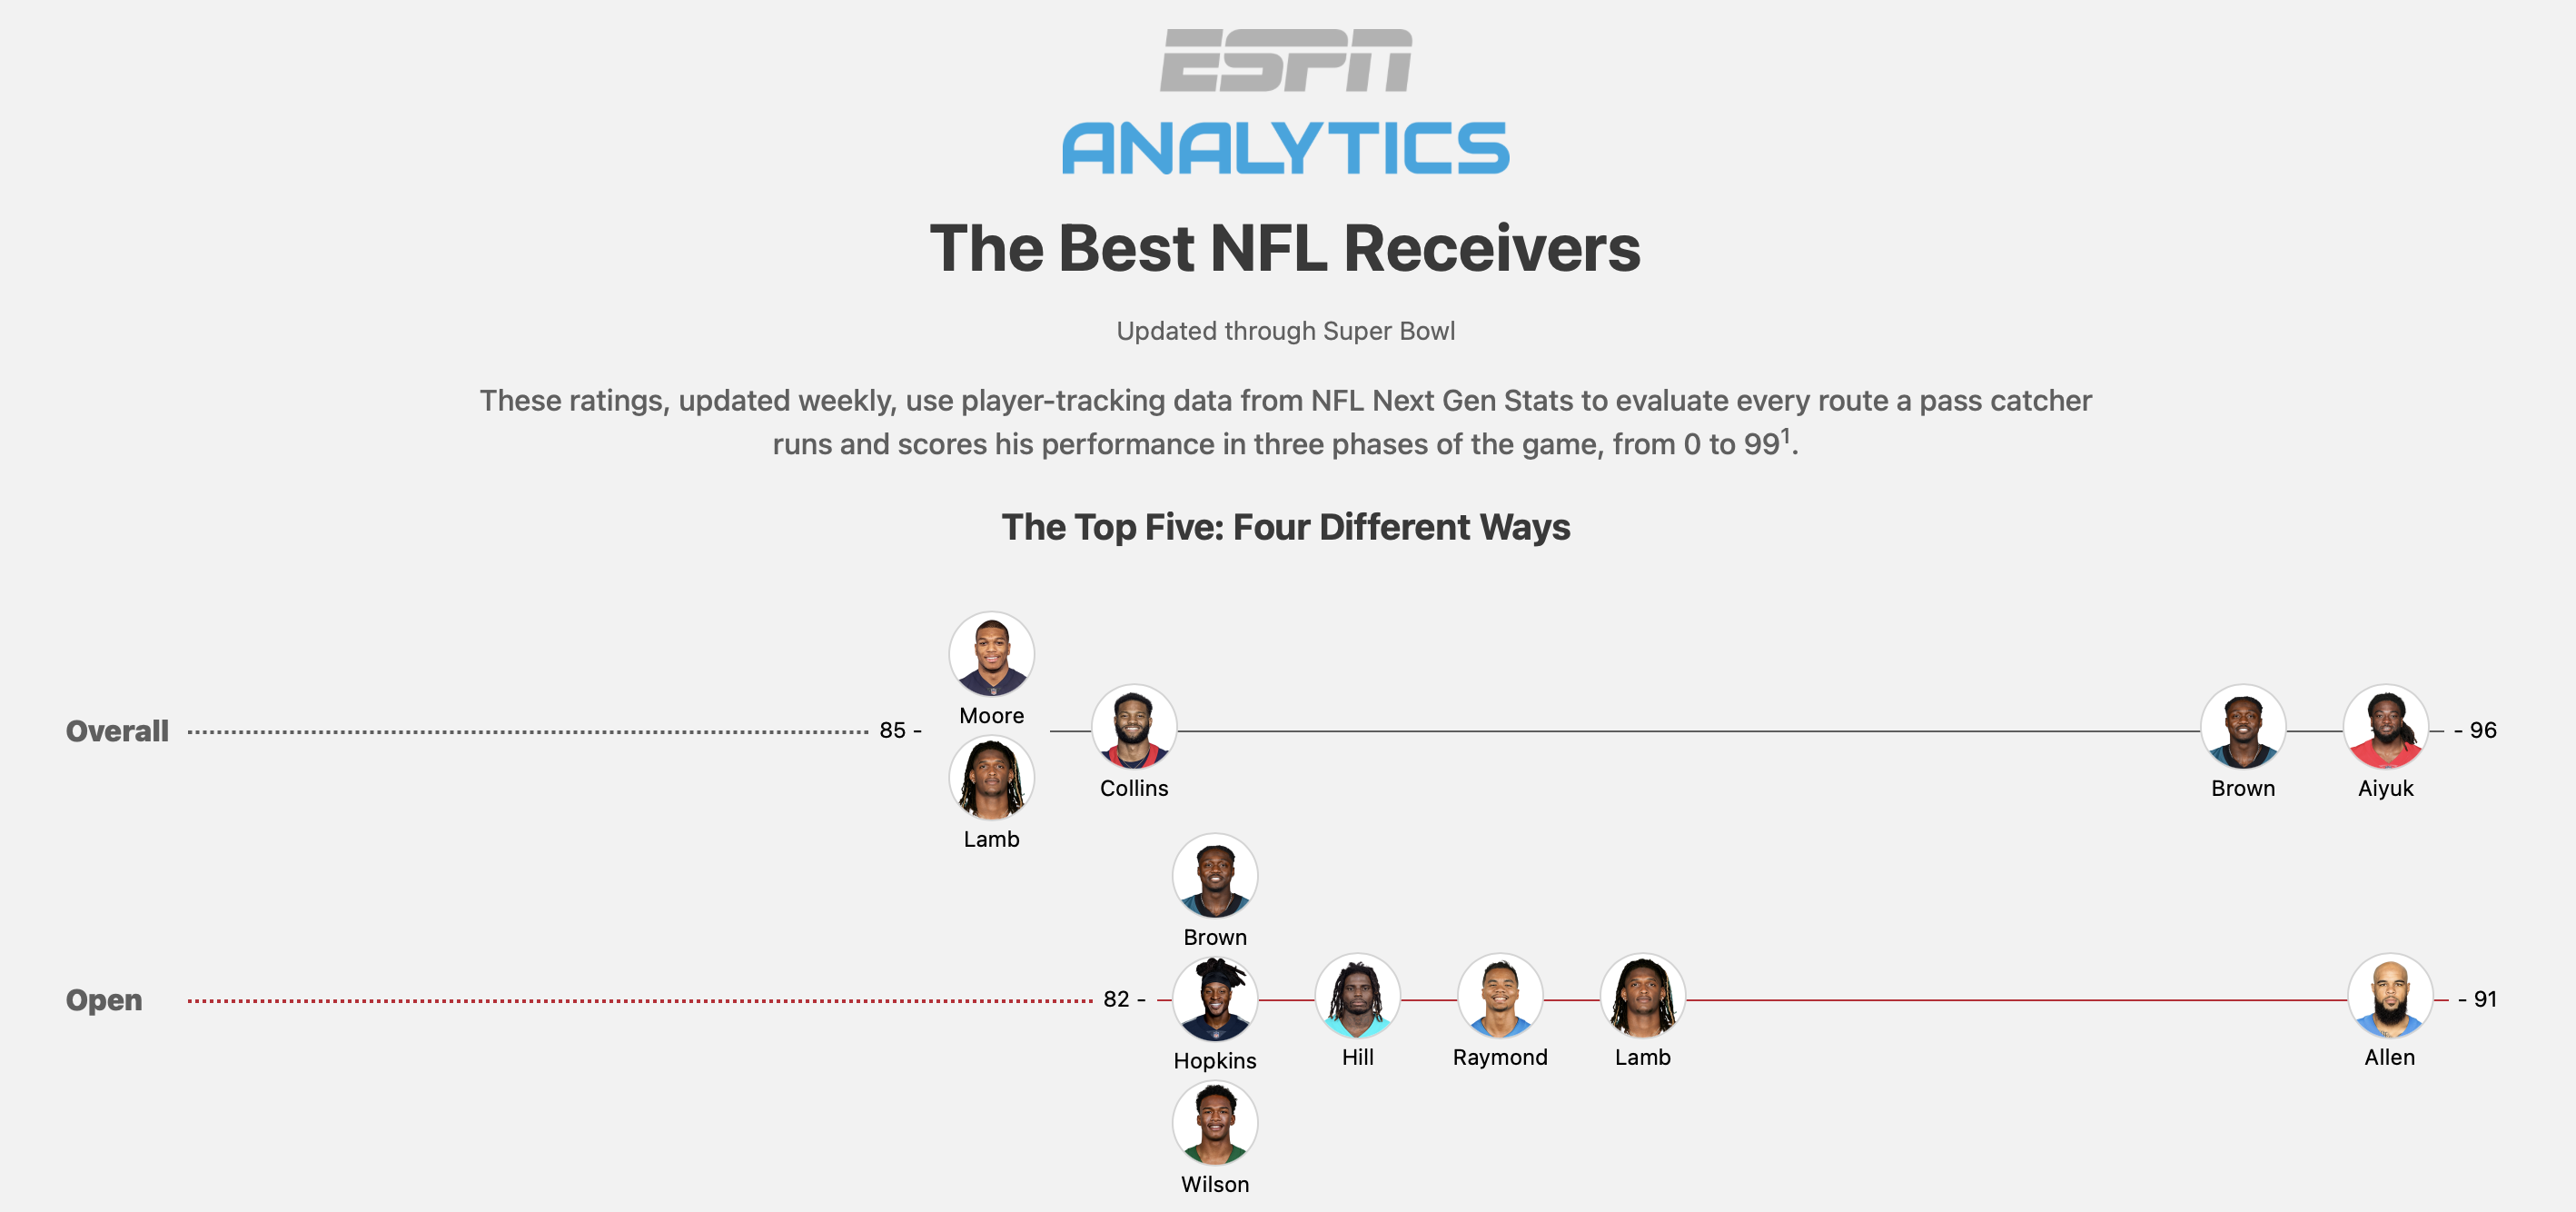 ESPN
ANALYTICS
The Best NFL Receivers
Updated through Super Bowl
These ratings, updated weekly, use player-tracking data from NFL Next Gen Stats to evaluate every route a pass catcher
runs and scores his performance in three phases of the game, from 0 to 99¹.
The Top Five: Four Different Ways
Moore
Overall 85 - - 96
Collins Brown Aiyuk
Lamb
Brown
Open 82 - - 91
Hopkins Hill Raymond Lamb Allen
Wilson